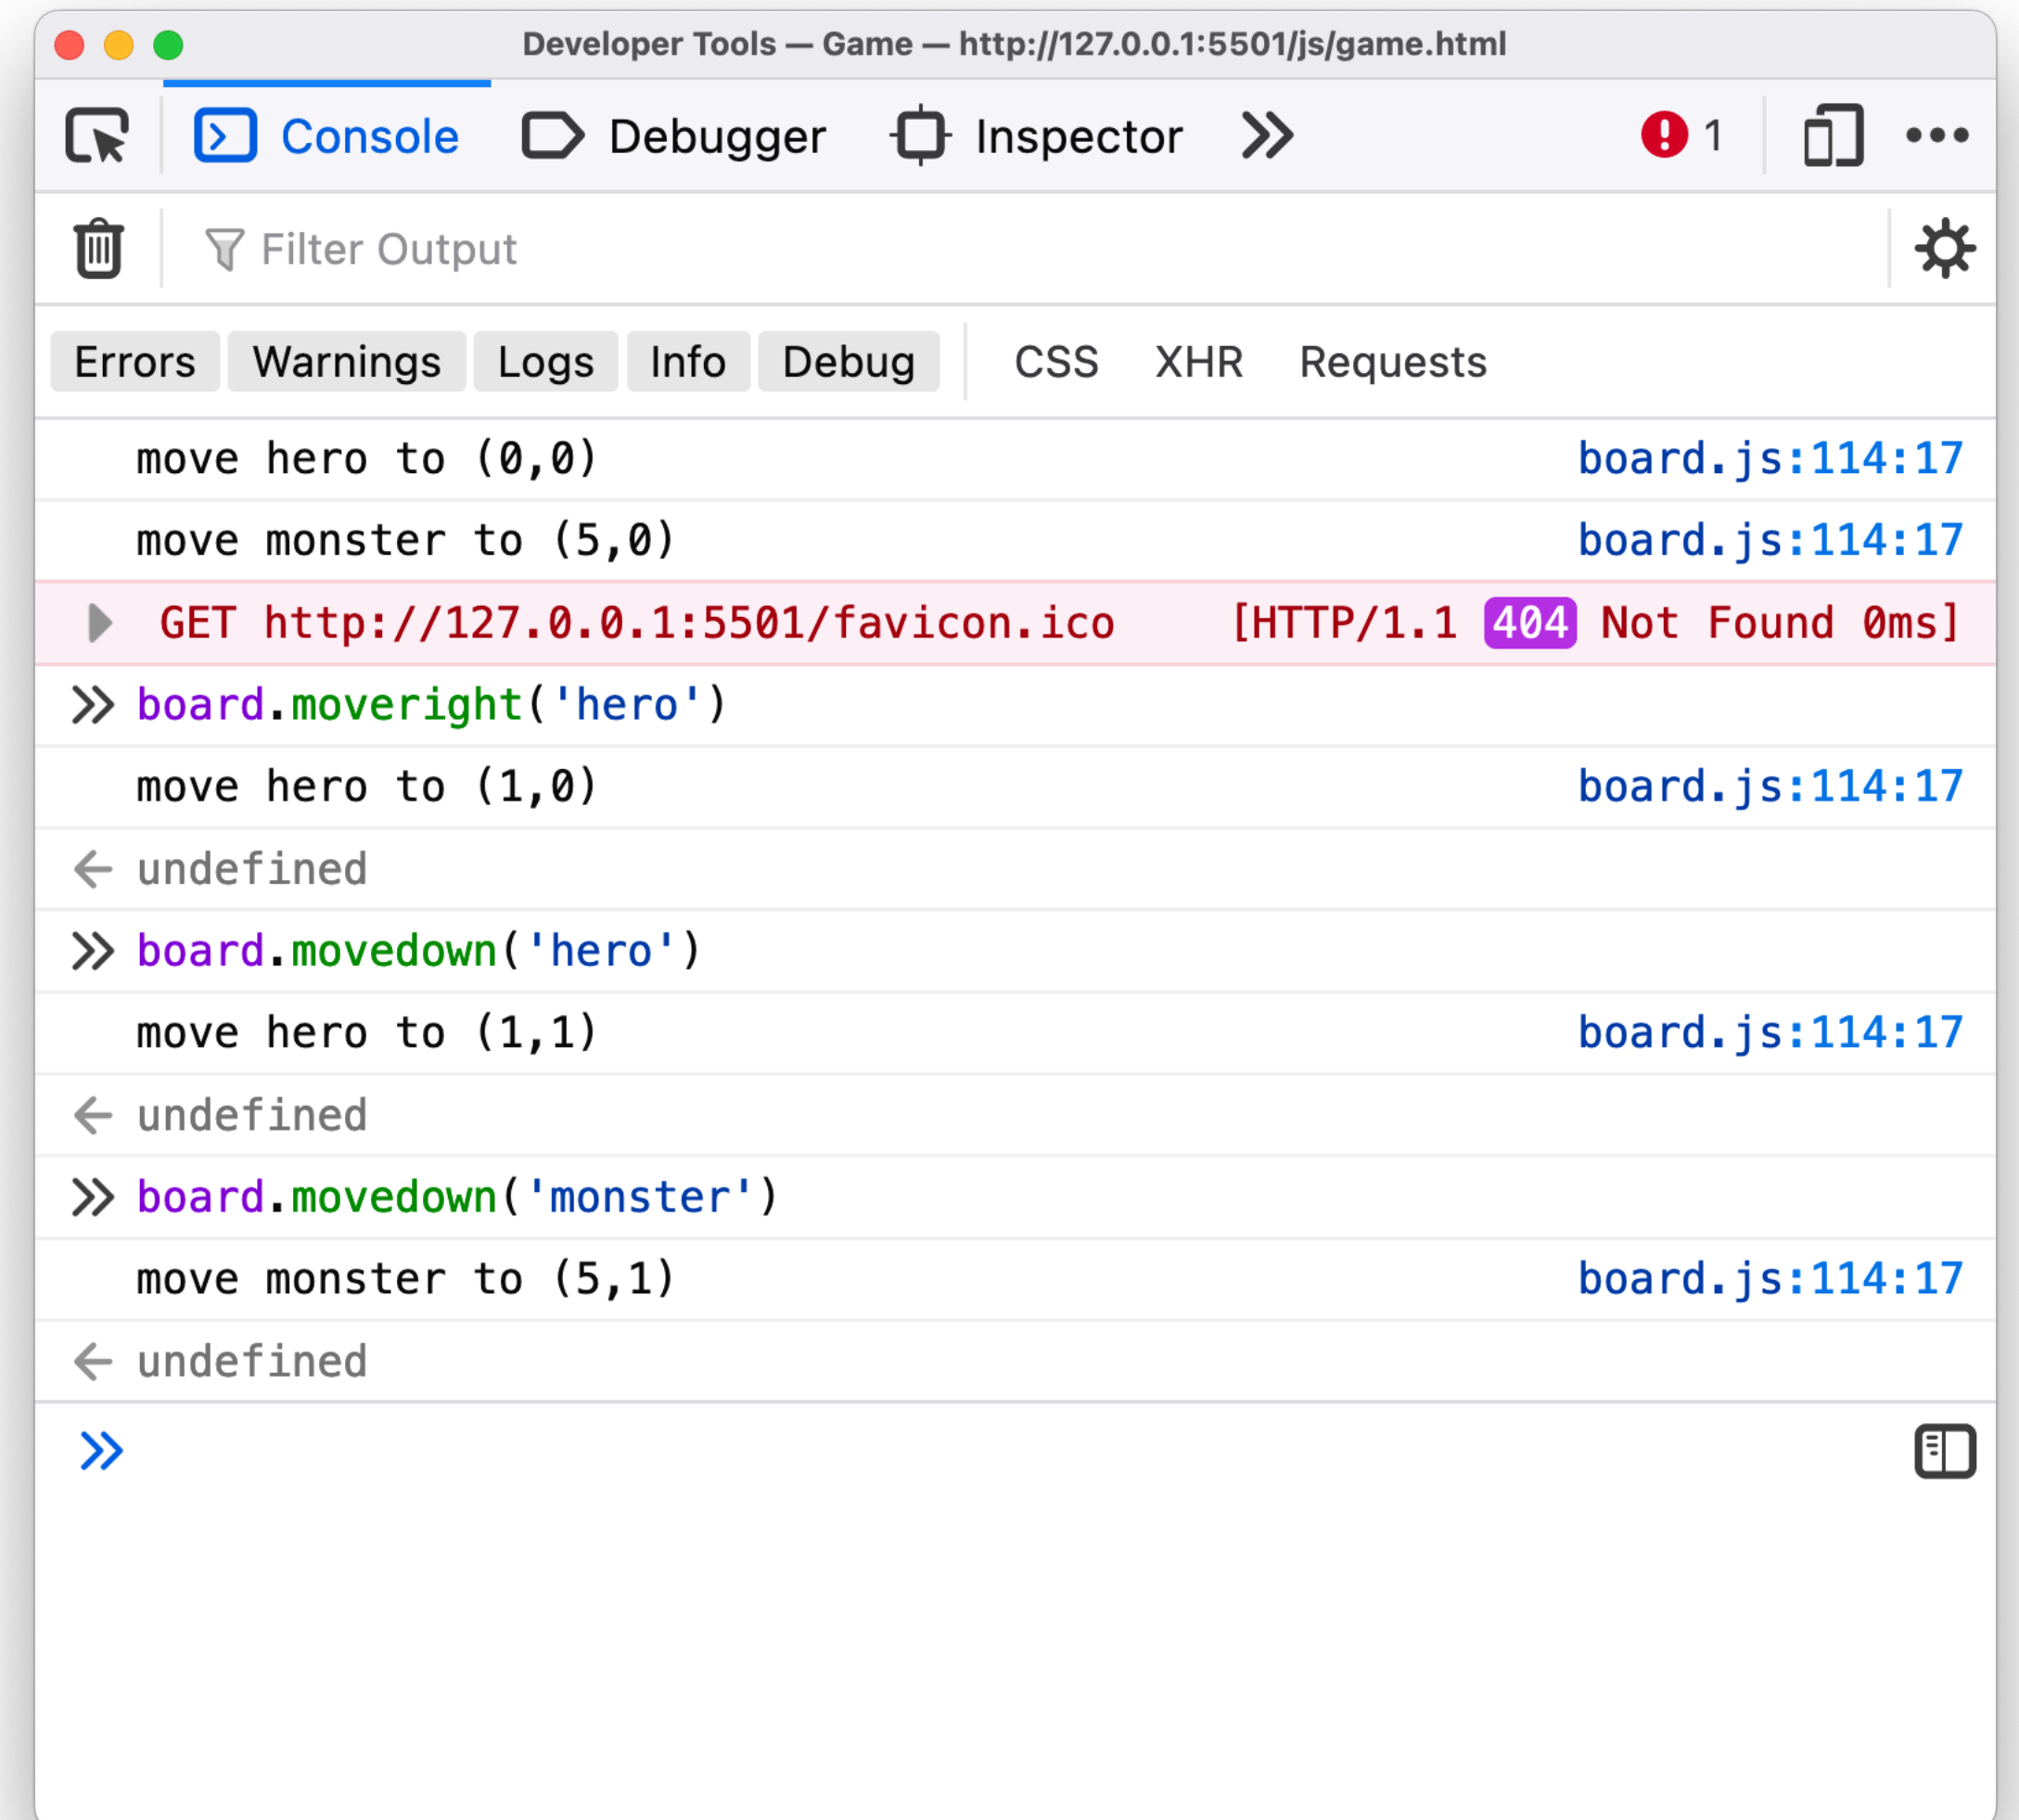 Developer Tools — Game — http://127.0.0.1:5501/js/game.html
Console Debugger Inspector 1
Filter Output
Errors Warnings Logs Info Debug CSS XHR Requests
move hero to (0,0) board.js:114:17
move monster to (5,0) board.js:114:17
GET http://127.0.0.1:5501/favicon.ico [HTTP/1.1 404 Not Found 0ms]
board.moveright('hero')
move hero to (1,0) board.js:114:17
undefined
board.movedown('hero')
move hero to (1,1) board.js:114:17
undefined
board.movedown('monster')
move monster to (5,1) board.js:114:17
undefined